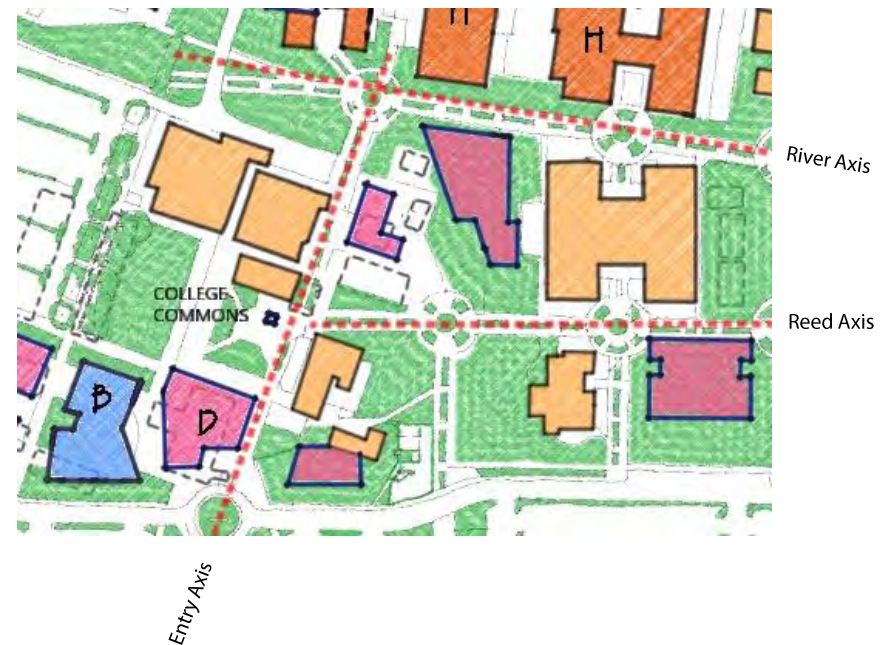 H
River Axis
COLLEGE
COMMONS
Reed Axis
B
D
Entry Axis